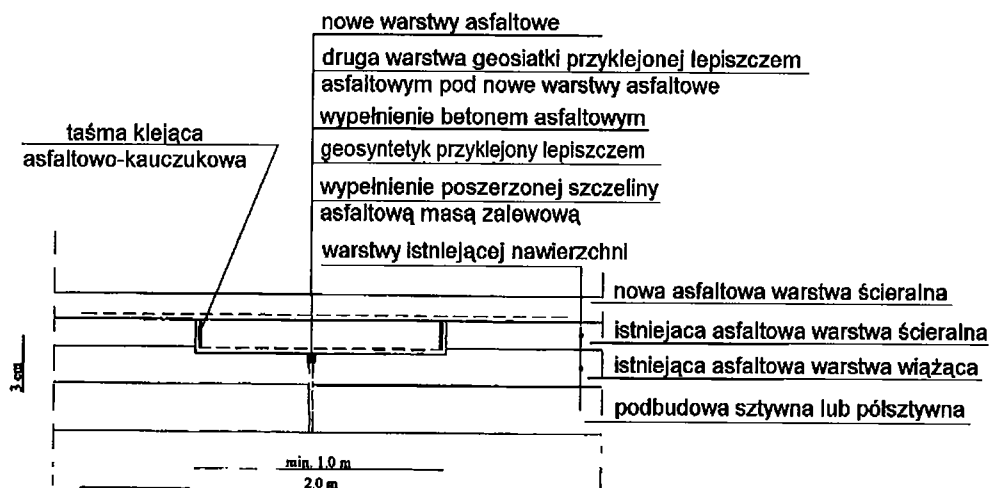 nowe warstwy asfaltowe
druga warstwa geosiatki przyklejonej lepiszczem
asfaltowym pod nowe warstwy asfaltowe
wypełnienie betonem asfaltowym
geosyntetyk przyklejony lepiszczem
wypełnienie poszerzonej szczeliny
asfaltową masą zalewową
warstwy istniejącej nawierzchni
taśma klejąca
asfaltowo-kauczukowa
nowa asfaltowa warstwa ścieralna
istniejaca asfaltowa warstwa ścieralna
istniejąca asfaltowa warstwa wiążąca
podbudowa sztywna lub półsztywna
3 cm
min. 1.0 m
2.0 m